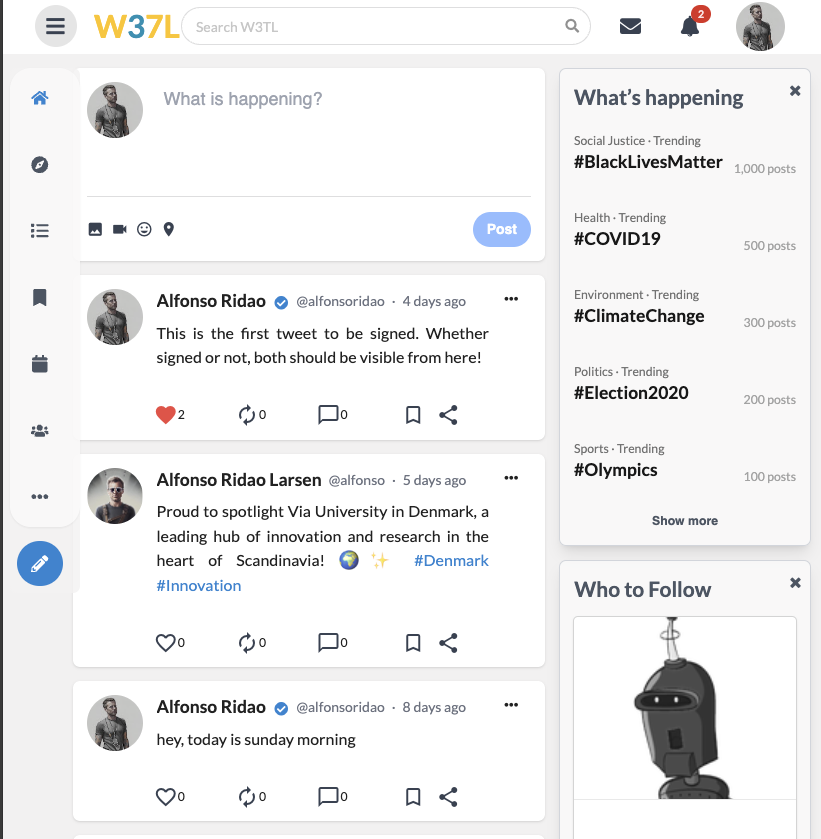 W37L
Search W3TL
2
What is happening?
Post
Alfonso Ridao @alfonsoridao · 4 days ago
This is the first tweet to be signed. Whether
signed or not, both should be visible from here!
2 0 0
Alfonso Ridao Larsen @alfonso · 5 days ago
Proud to spotlight Via University in Denmark, a
leading hub of innovation and research in the
heart of Scandinavia! 🌍 ✨ #Denmark
#Innovation
0 0 0
Alfonso Ridao @alfonsoridao · 8 days ago
hey, today is sunday morning
0 0 0
What’s happening
Social Justice · Trending
#BlackLivesMatter
1,000 posts
Health · Trending
#COVID19
500 posts
Environment · Trending
#ClimateChange
300 posts
Politics · Trending
#Election2020
200 posts
Sports · Trending
#Olympics
100 posts
Show more
Who to Follow